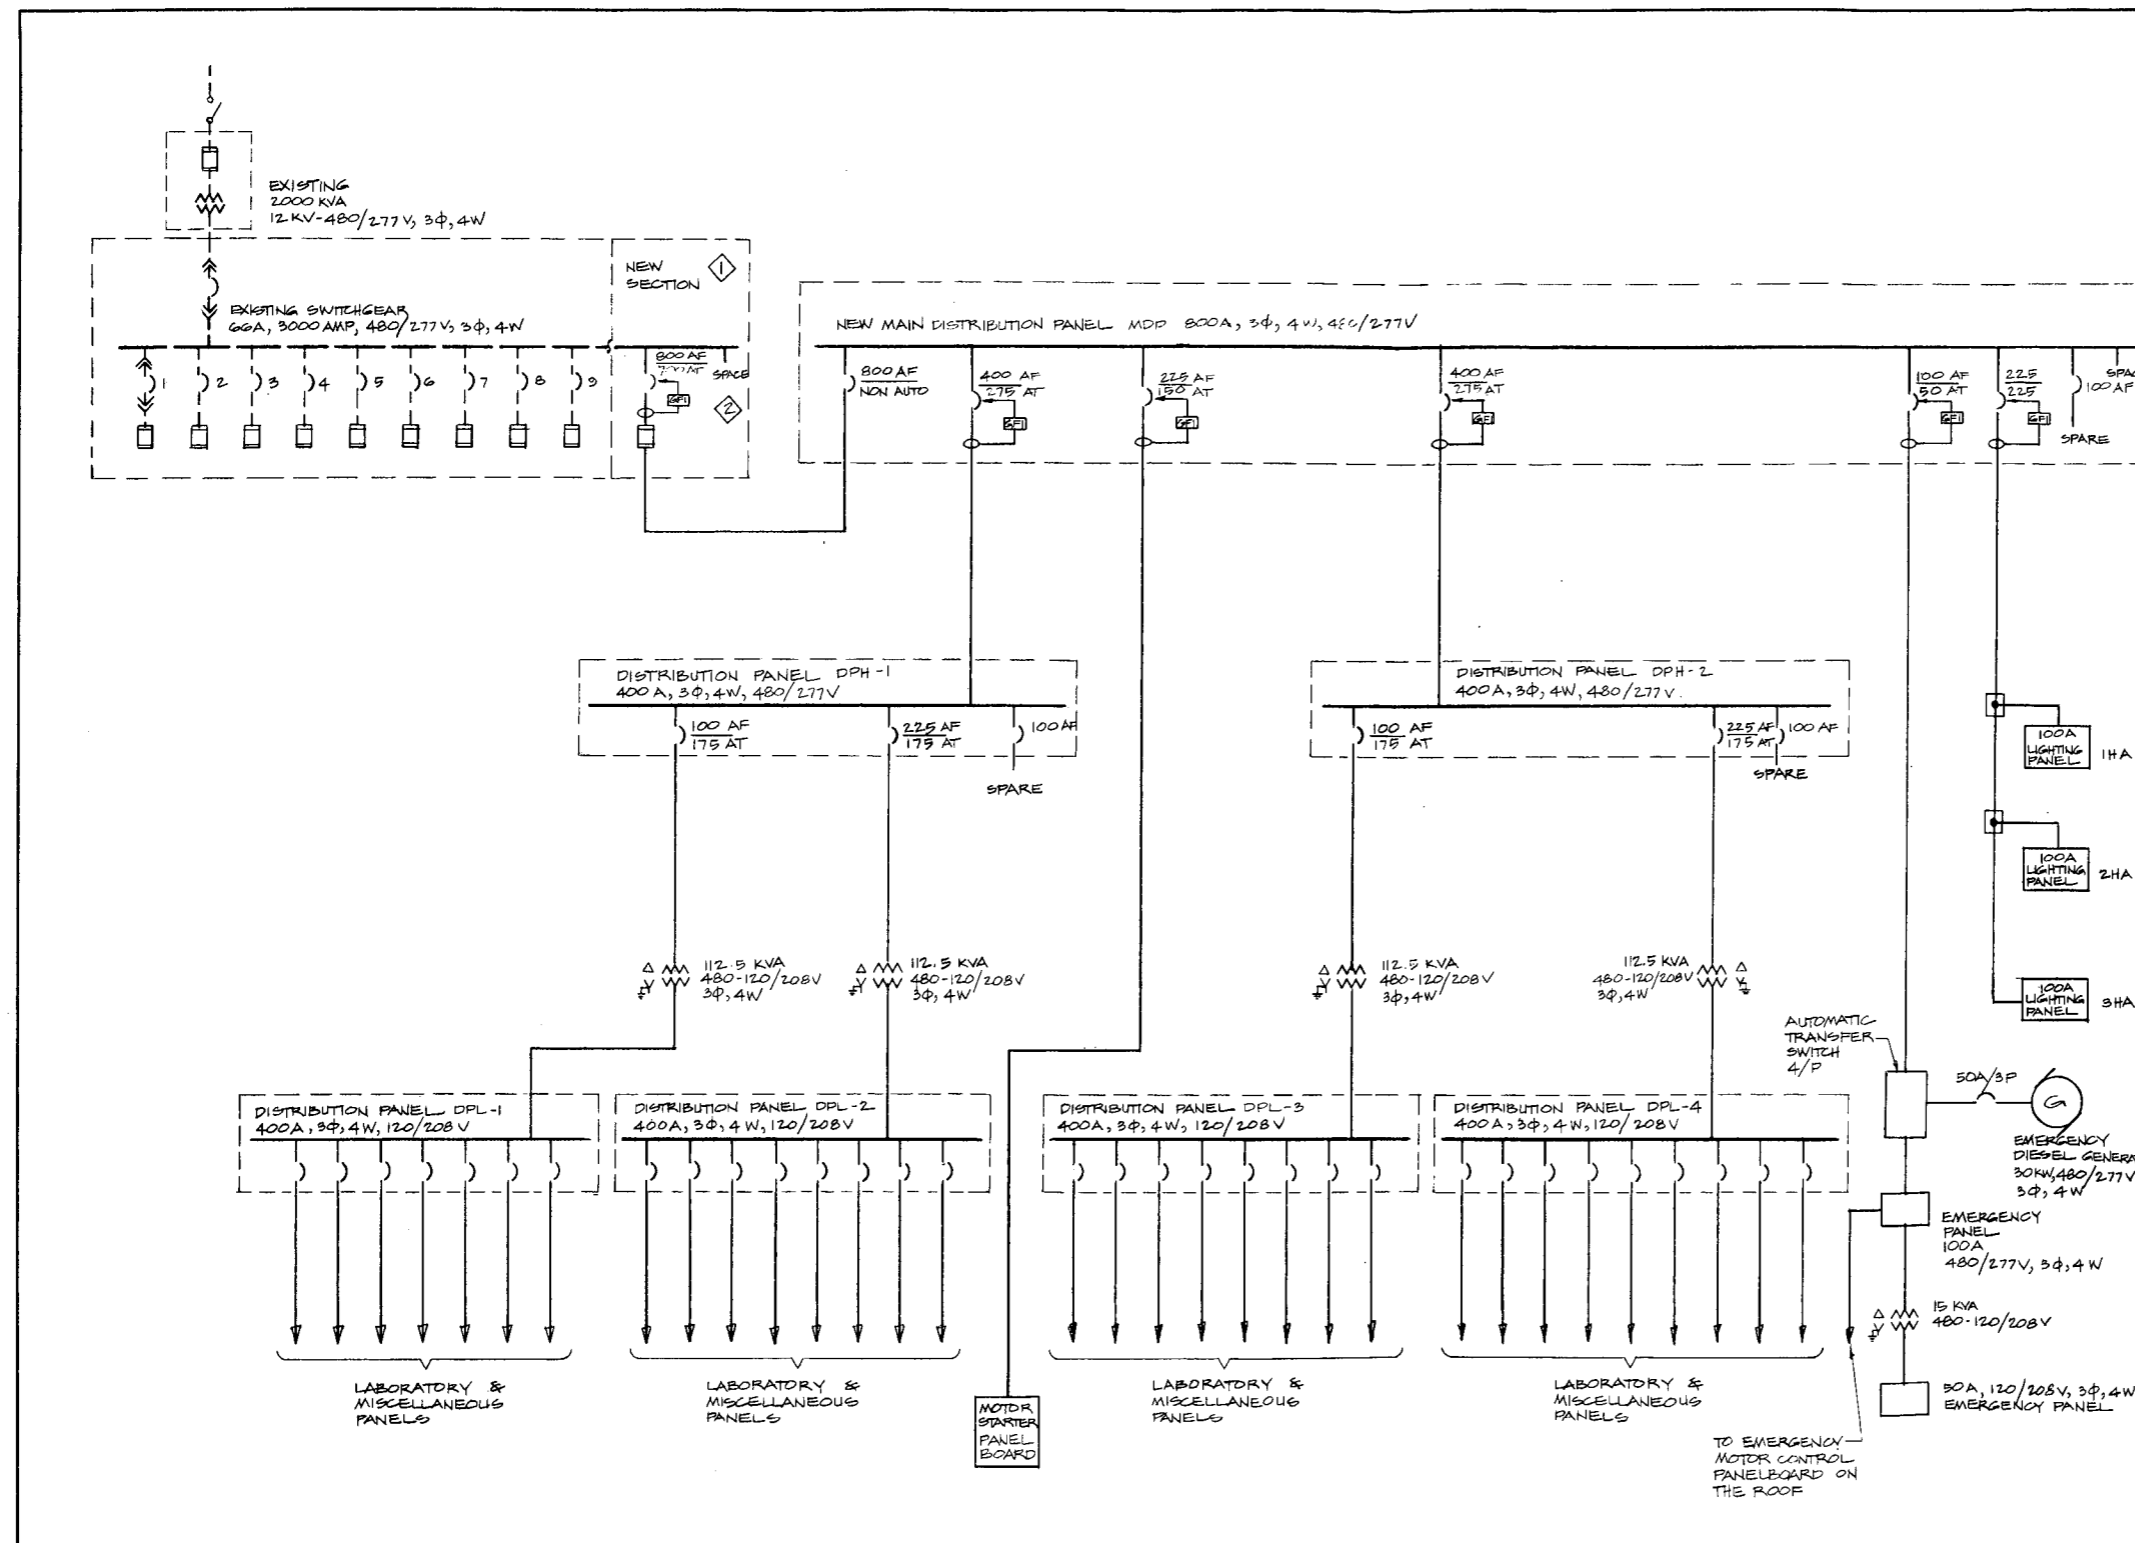 EXISTING
2000 KVA
12 KV-480/277V, 3Φ, 4W
NEW
SECTION
1
EXISTING SWITCHGEAR
66A, 3000 AMP, 480/277V, 3Φ, 4W
1
2
3
4
5
6
7
8
9
800 AF
SPACE
GFI
2
NEW MAIN DISTRIBUTION PANEL MDP 800A, 3Φ, 4W, 480/277V
800 AF
NON AUTO
400 AF
275 AT
GFI
225 AF
150 AT
GFI
400 AF
275 AT
GFI
100 AF
50 AT
GFI
225
225
GFI
100 AF
SPARE
DISTRIBUTION PANEL DPH-1
400 A, 3Φ, 4W, 480/277V
100 AF
175 AT
225 AF
175 AT
100 AF
SPARE
DISTRIBUTION PANEL DPH-2
400 A, 3Φ, 4W, 480/277V.
100 AF
175 AT
225 AF
175 AT
100 AF
SPARE
100A
LIGHTING
PANEL
1HA
100A
LIGHTING
PANEL
2HA
100A
LIGHTING
PANEL
3HA
112.5 KVA
480-120/208V
3Φ, 4W
112.5 KVA
480-120/208V
3Φ, 4W
112.5 KVA
480-120/208V
3Φ, 4W
112.5 KVA
480-120/208V
3Φ, 4W
AUTOMATIC
TRANSFER
SWITCH
4/P
50A/3P
G
EMERGENCY
DIESEL
30KW, 480/277V
3Φ, 4W
DISTRIBUTION PANEL DPL-1
400A, 3Φ, 4W, 120/208V
DISTRIBUTION PANEL DPL-2
400A, 3Φ, 4W, 120/208V
DISTRIBUTION PANEL DPL-3
400A, 3Φ, 4W, 120/208V
DISTRIBUTION PANEL DPL-4
400A, 3Φ, 4W, 120/208V
EMERGENCY
PANEL
100A
480/277V, 3Φ, 4W
15 KVA
480-120/208V
50A, 120/208V, 3Φ, 4W
EMERGENCY PANEL
LABORATORY &
MISCELLANEOUS
PANELS
LABORATORY &
MISCELLANEOUS
PANELS
MOTOR
STARTER
PANEL
BOARD
LABORATORY &
MISCELLANEOUS
PANELS
LABORATORY &
MISCELLANEOUS
PANELS
TO EMERGENCY
MOTOR CONTROL
PANELBOARD ON
THE ROOF